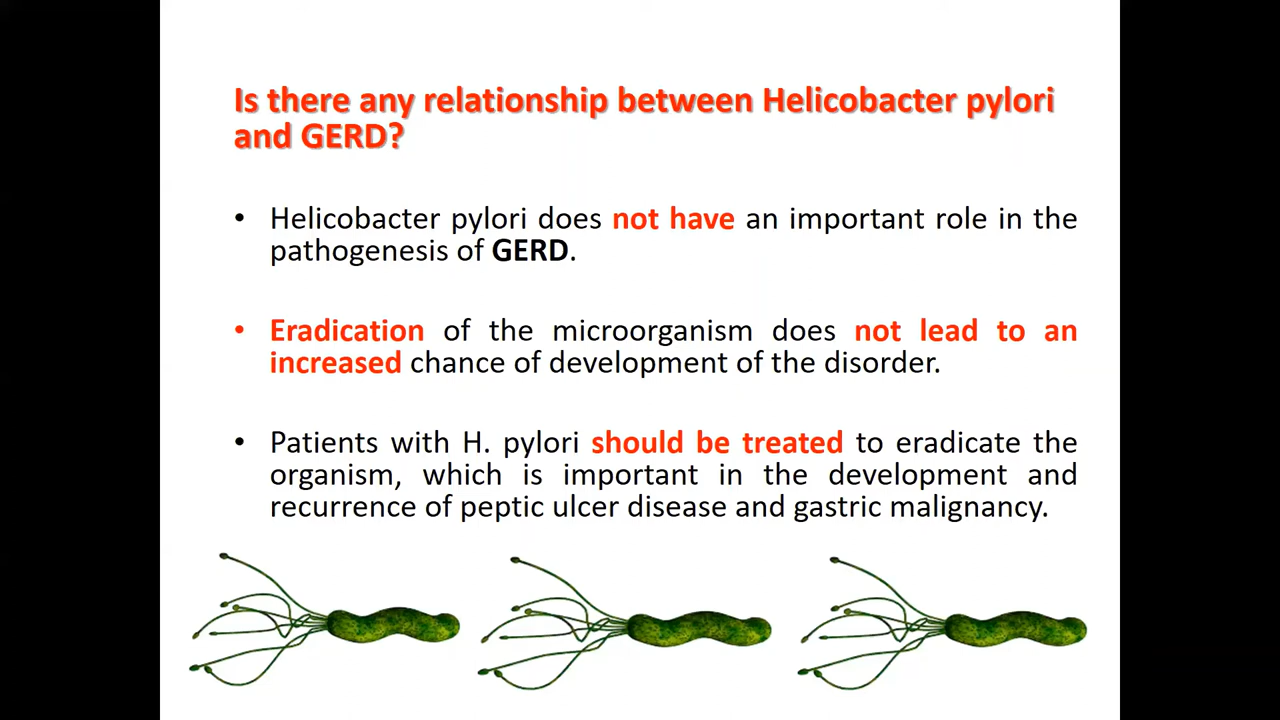 Is there any relationship between Helicobacter pylori
and GERD?
• Helicobacter pylori does not have an important role in the
pathogenesis of GERD.
• Eradication of the microorganism does not lead to an
increased chance of development of the disorder.
• Patients with H. pylori should be treated to eradicate the
organism, which is important in the development and
recurrence of peptic ulcer disease and gastric malignancy.